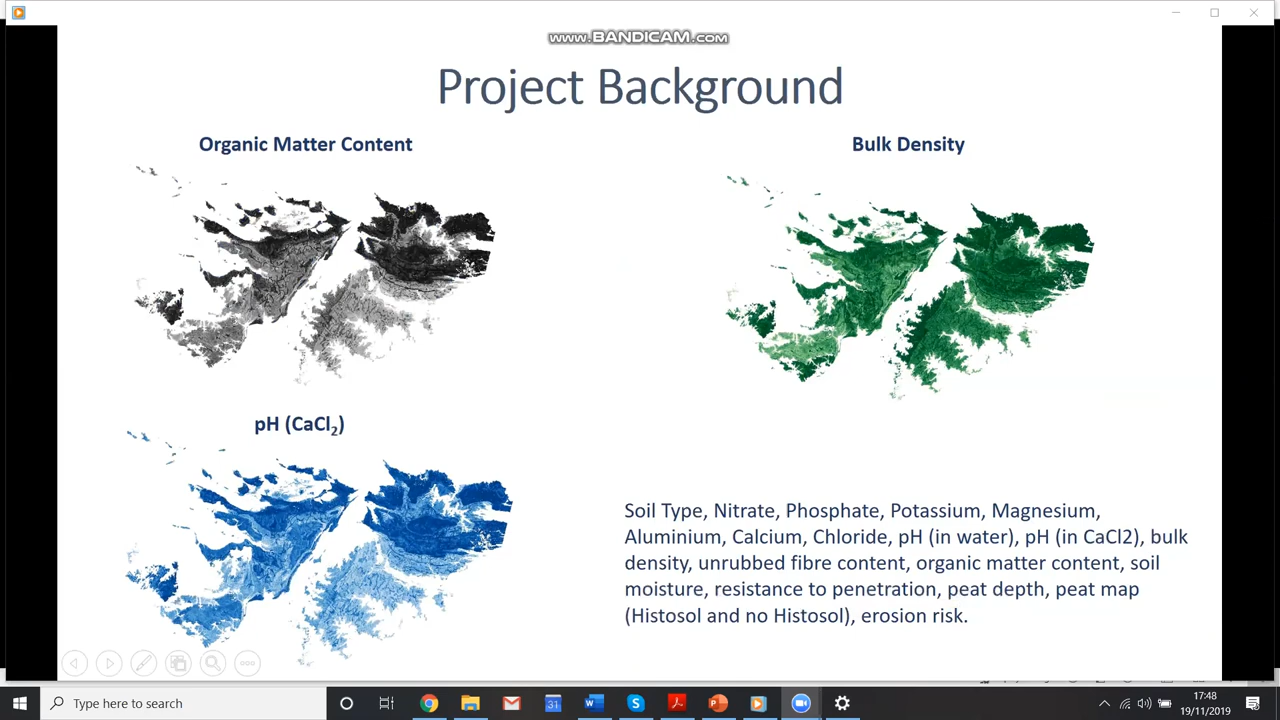 www.BANDICAM.com
Project Background
Organic Matter Content
Bulk Density
pH (CaCl₂)
Soil Type, Nitrate, Phosphate, Potassium, Magnesium,
Aluminium, Calcium, Chloride, pH (in water), pH (in CaCl2), bulk
density, unrubbed fibre content, organic matter content, soil
moisture, resistance to penetration, peat depth, peat map
(Histosol and no Histosol), erosion risk.
Type here to search
31
17:48
19/11/2019